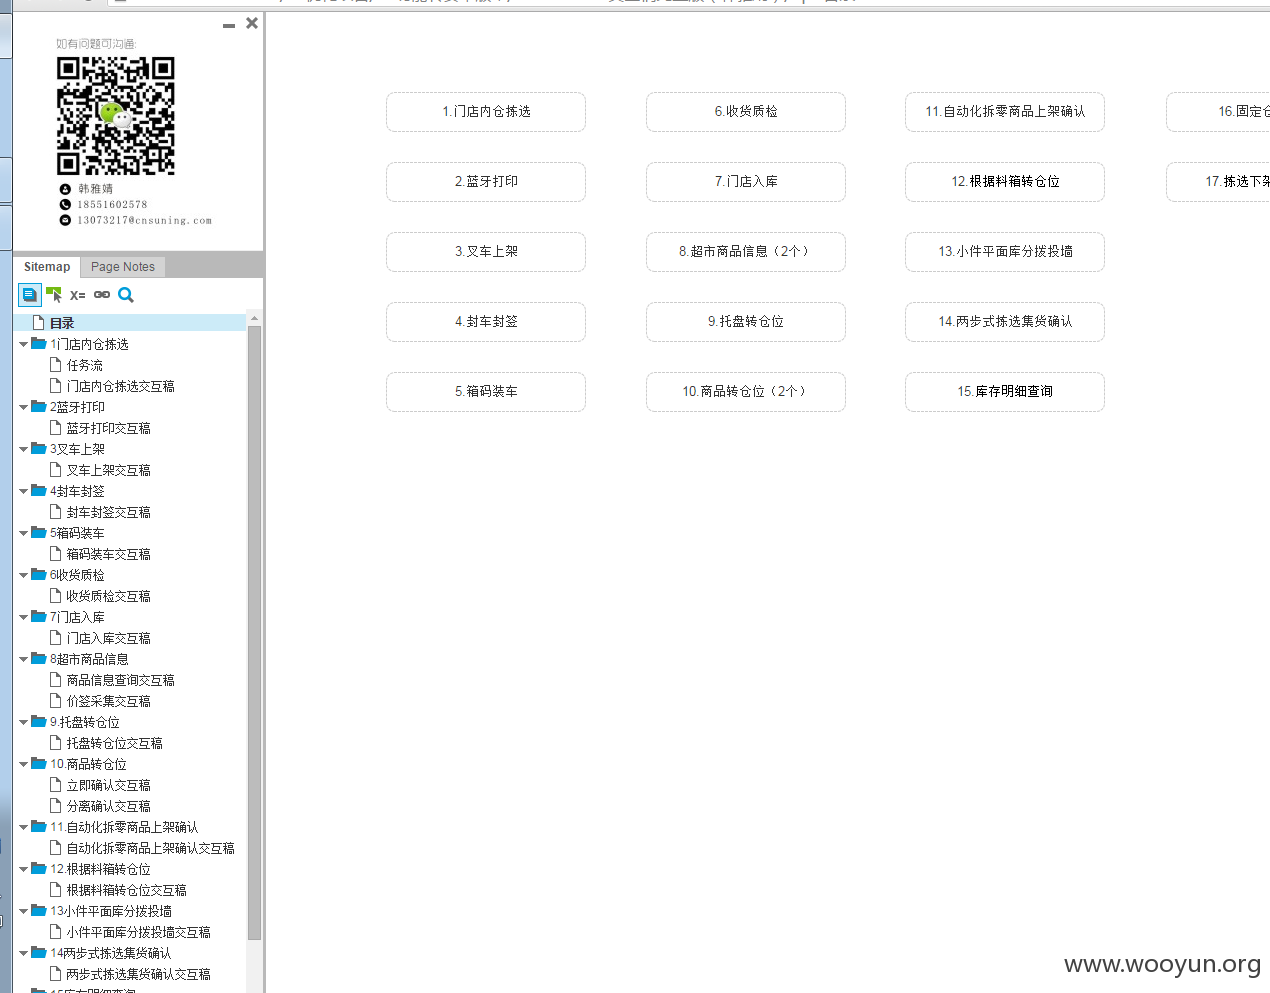 如有问题可沟通:
韩雅婧
18551602578
13073217@cnsuning.com
Sitemap
Page Notes
X=
目录
1门店内仓拣选
任务流
门店内仓拣选交互稿
2蓝牙打印
蓝牙打印交互稿
3叉车上架
叉车上架交互稿
4封车封签
封车封签交互稿
5箱码装车
箱码装车交互稿
6收货质检
收货质检交互稿
7门店入库
门店入库交互稿
8超市商品信息
商品信息查询交互稿
价签采集交互稿
9.托盘转仓位
托盘转仓位交互稿
10.商品转仓位
立即确认交互稿
分离确认交互稿
11.自动化拆零商品上架确认
自动化拆零商品上架确认交互稿
12.根据料箱转仓位
根据料箱转仓位交互稿
13小件平面库分拨投墙
小件平面库分拨投墙交互稿
14两步式拣选集货确认
两步式拣选集货确认交互稿
1.门店内仓拣选
2.蓝牙打印
3.叉车上架
4.封车封签
5.箱码装车
6.收货质检
7.门店入库
8.超市商品信息（2个）
9.托盘转仓位
10.商品转仓位（2个）
11.自动化拆零商品上架确认
12.根据料箱转仓位
13.小件平面库分拨投墙
14.两步式拣选集货确认
15.库存明细查询
16.固定仓
17.拣选下架
www.wooyun.org